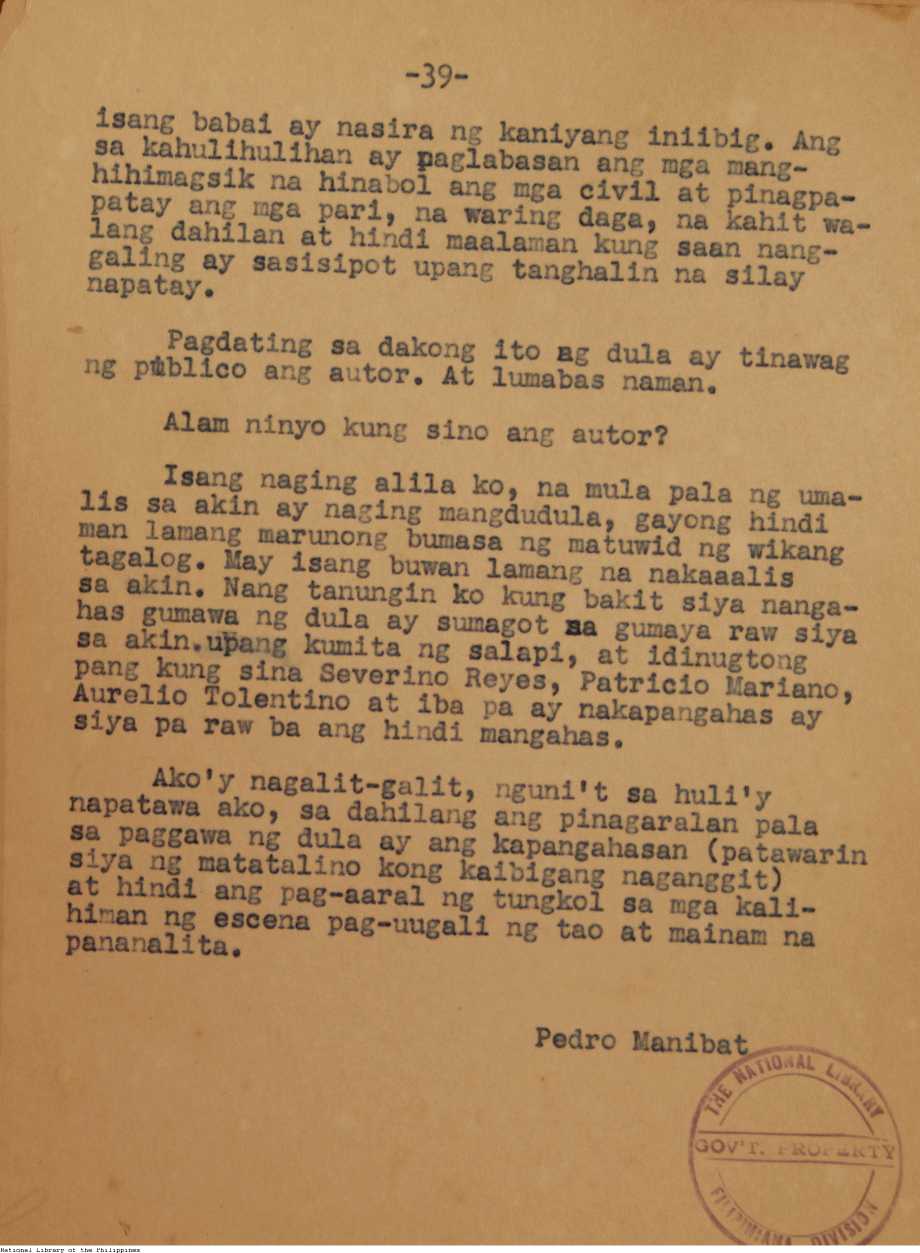 -39-
isang babai ay nasira ng kaniyang iniibig. Ang
sa kahulihulihan ay paglabasan ang mga mang-
hihimagsik na hinabol ang mga civil at pinagpa-
patay ang mga pari, na waring daga, na kahit wa-
lang dahilan at hindi maalaman kung saan nang-
galing ay sasisipot upang tanghalin na silay
napatay.
Pagdating sa dakong ito ng dula ay tinawag
ng público ang autor. At lumabas naman.
Alam ninyo kung sino ang autor?
Isang naging alila ko, na mula pala ng uma-
lis sa akin ay naging mangdudula, gayong hindi
man lamang marunong bumasa ng matuwid ng wikang
tagalog. May isang buwan lamang na nakaaalis
sa akin. Nang tanungin ko kung bakit siya nanga-
has gumawa ng dula ay sumagot sa gumaya raw siya
sa akin.upang kumita ng salapi, at idinugtong
pang kung sina Severino Reyes, Patricio Mariano,
Aurelio Tolentino at iba pa ay nakapangahas ay
siya pa raw ba ang hindi mangahas.
Ako'y nagalit-galit, nguni't sa huli'y
napatawa ako, sa dahilang ang pinagaralan pala
sa paggawa ng dula ay ang kapangahasan (patawarin
siya ng matatalino kong kaibigang naganggit)
at hindi ang pag-aaral ng tungkol sa mga kali-
himan ng escena pag-uugali ng tao at mainam na
pananalita.
Pedro Manibat
THE NATIONAL LIBRARY
GOV'T. PROPERTY
FILIPINIANA DIVISION
National Library of the Philippines